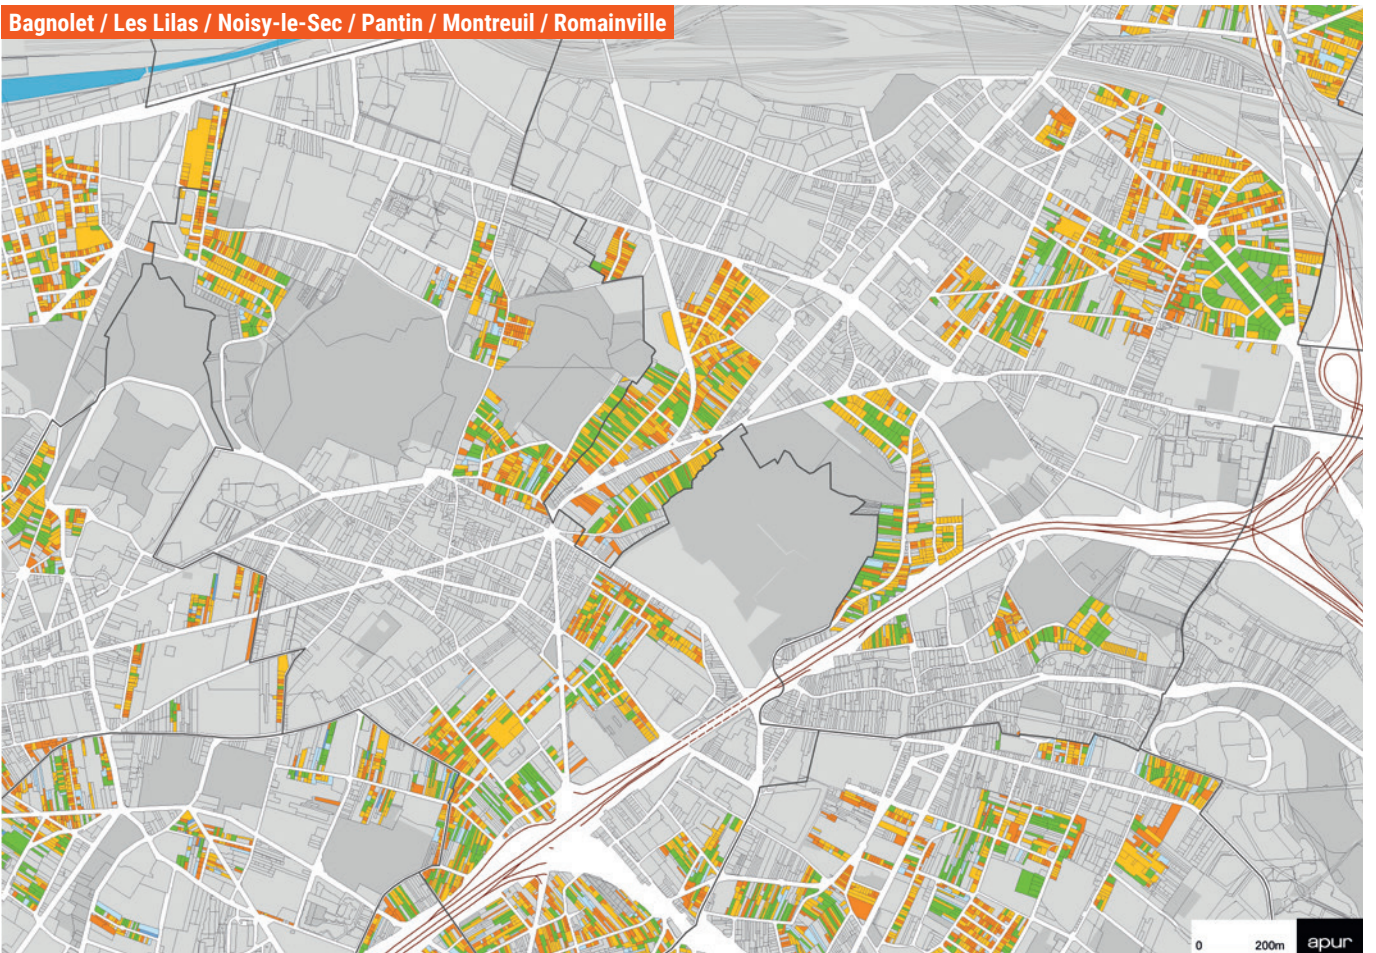 Bagnolet / Les Lilas / Noisy-le-Sec / Pantin / Montreuil / Romainville
0 200m apur